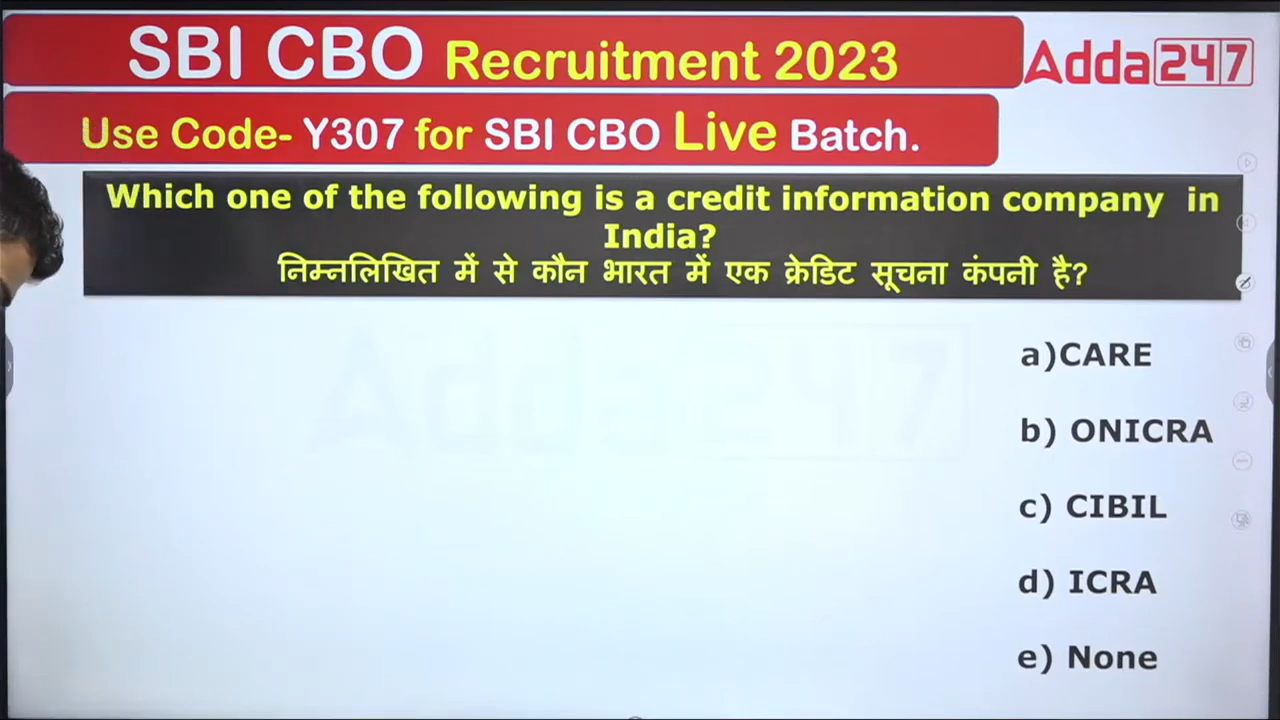 SBI CBO Recruitment 2023
Adda247
Use Code- Y307 for SBI CBO Live Batch.
Which one of the following is a credit information company in
India?
निम्नलिखित में से कौन भारत में एक क्रेडिट सूचना कंपनी है?
Adda247
a)CARE
b) ONICRA
c) CIBIL
d) ICRA
e) None